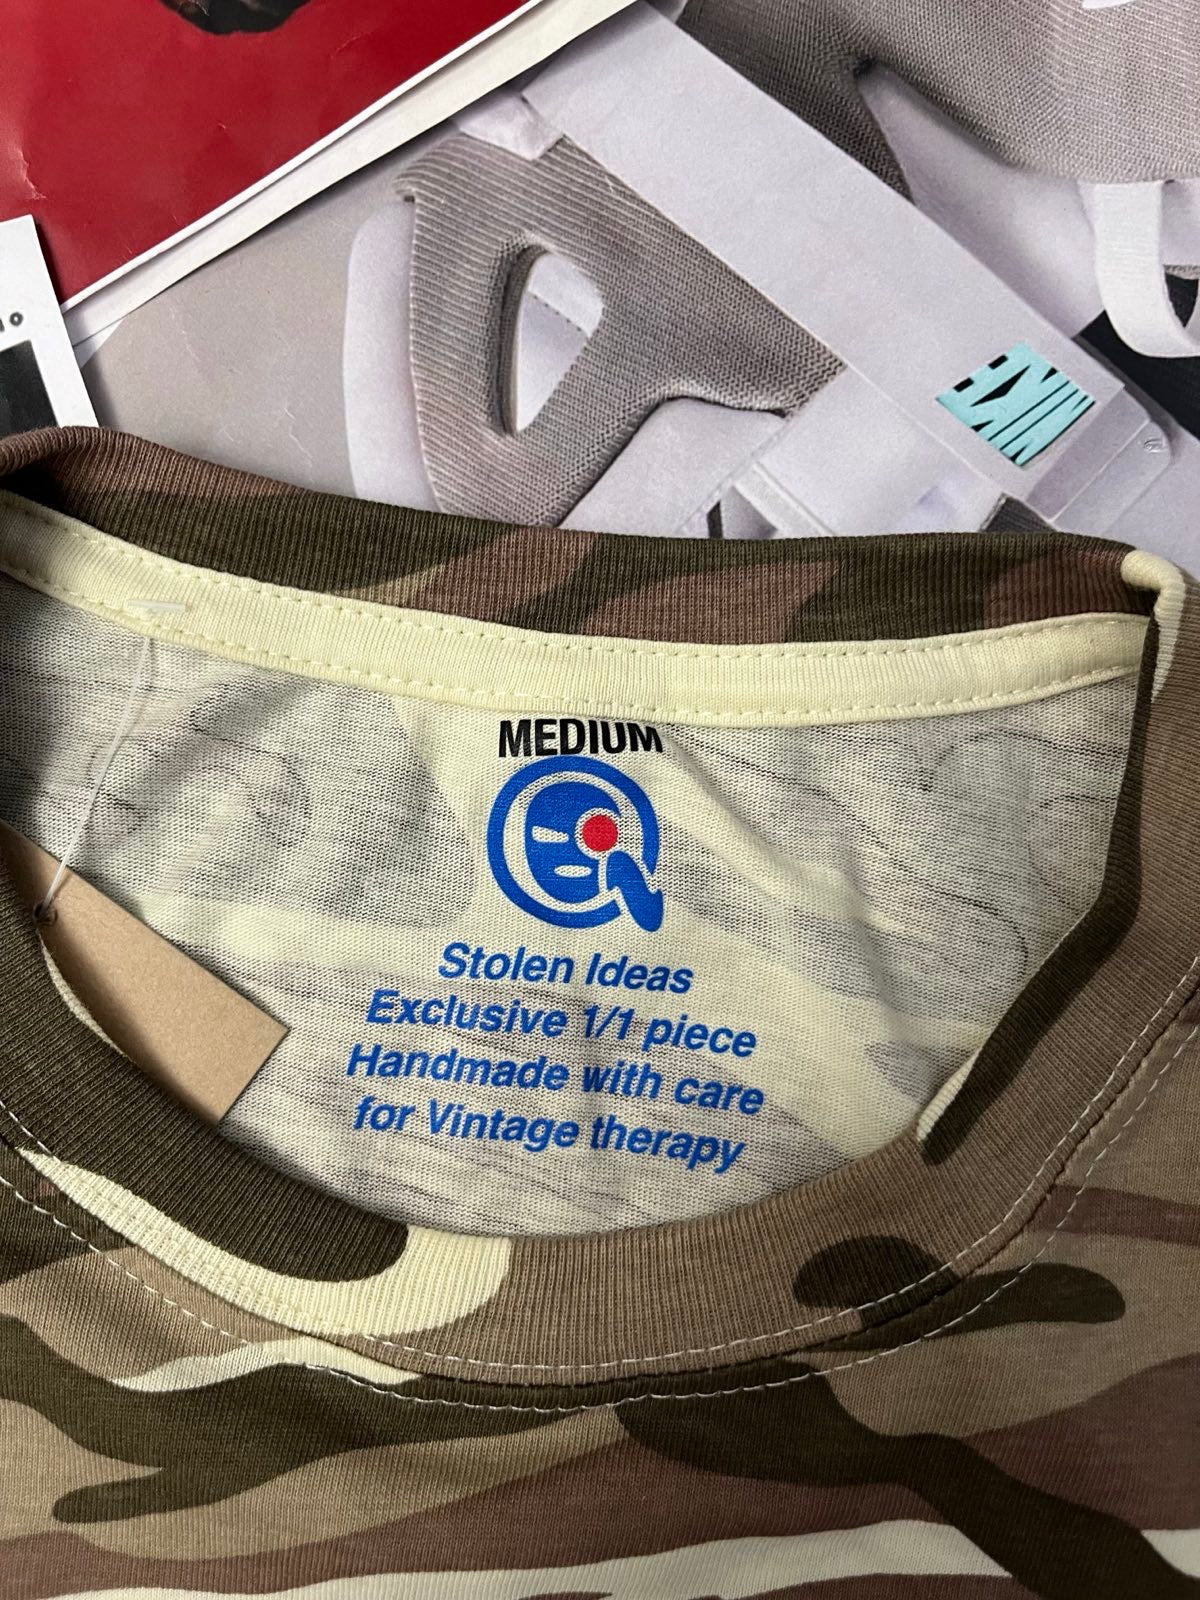 MEDIUM
Stolen Ideas
Exclusive 1/1 piece
Handmade with care
for Vintage therapy